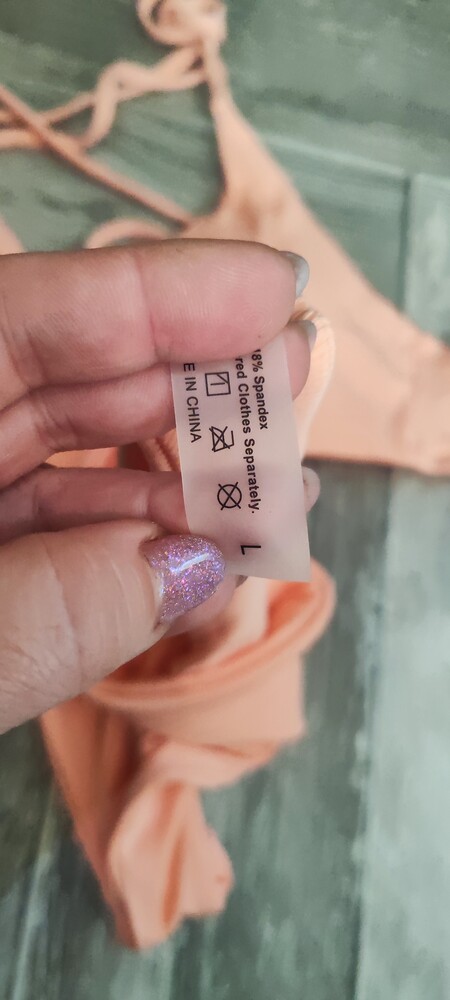 18% Spandex
red Clothes Separately.
E IN CHINA
L